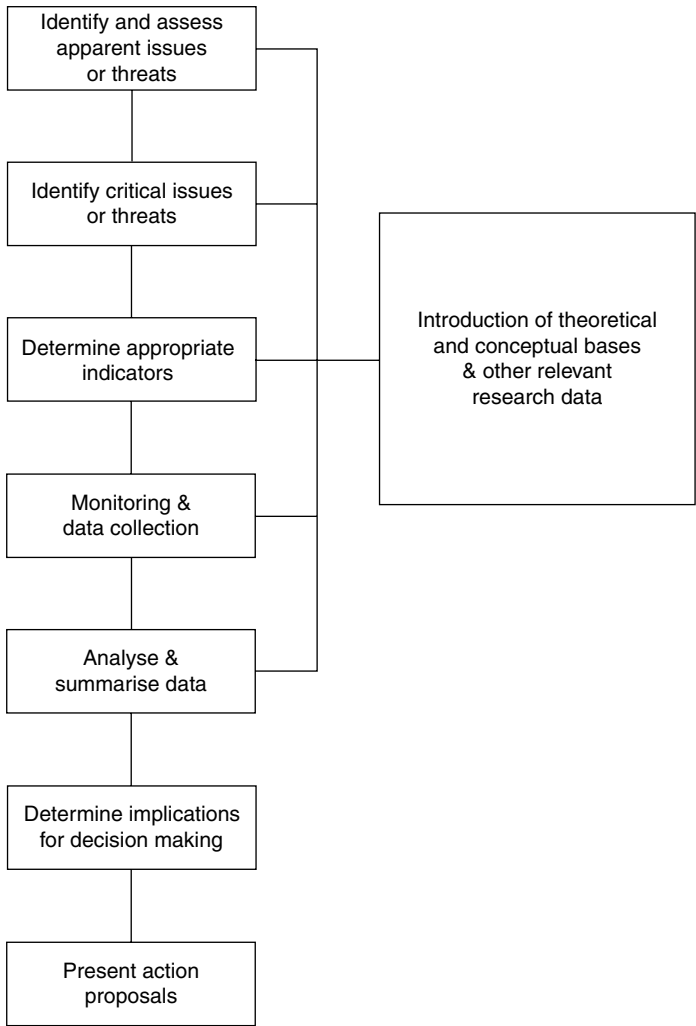 Identify and assess
apparent issues
or threats
Identify critical issues
or threats
Determine appropriate
indicators
Monitoring &
data collection
Analyse &
summarise data
Determine implications
for decision making
Present action
proposals
Introduction of theoretical
and conceptual bases
& other relevant
research data